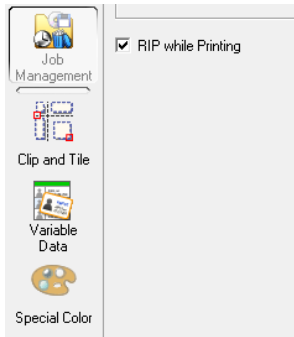 Job
Management
RIP while Printing
Clip and Tile
Variable
Data
Special Color